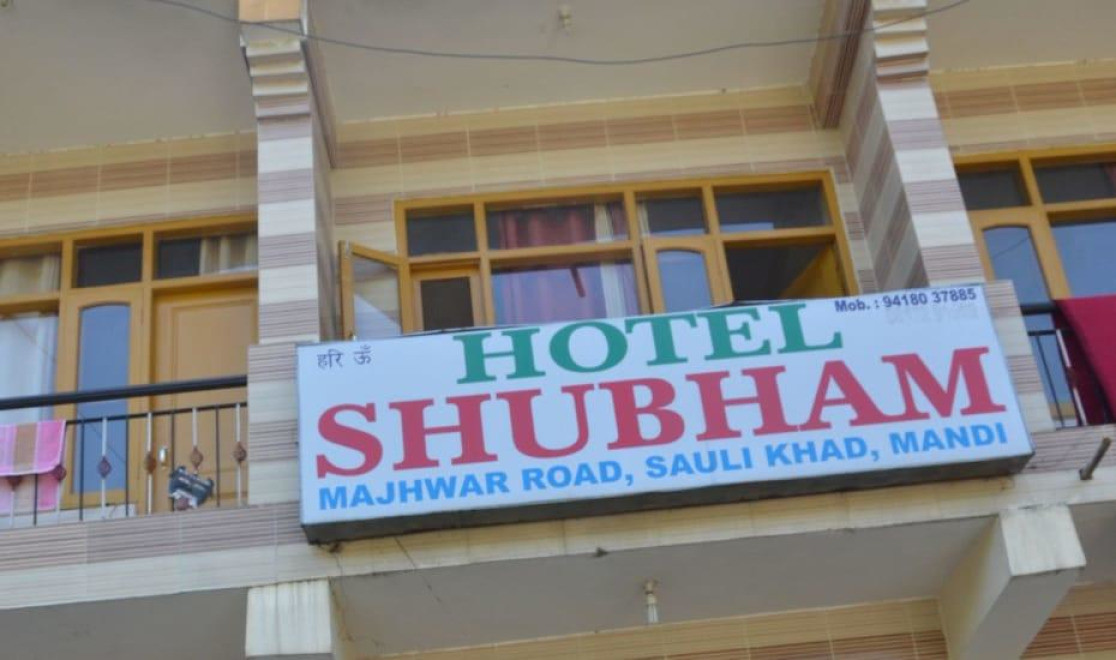 हरि ॐ
Mob. : 94180 37885
HOTEL
SHUBHAM
MAJHWAR ROAD, SAULI KHAD, MANDI